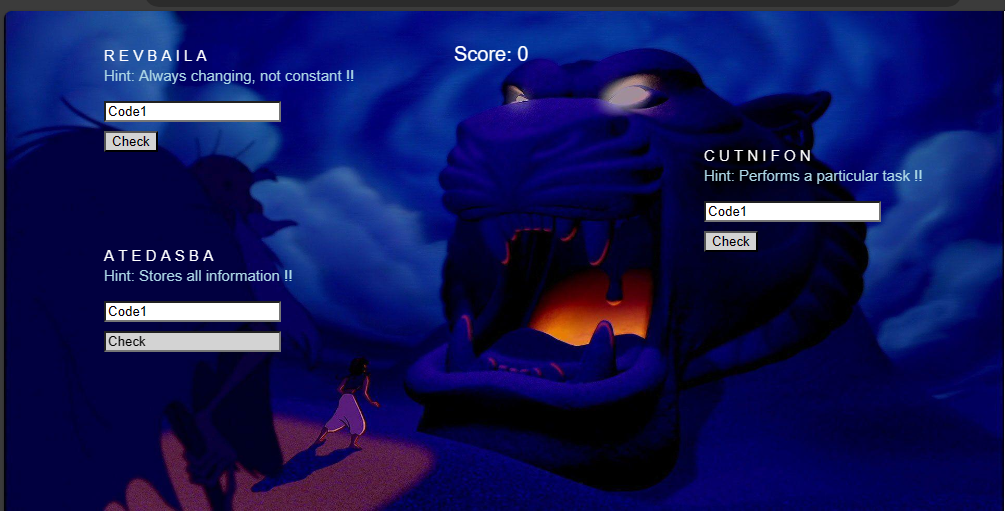 R E V B A I L A
Hint: Always changing, not constant !!
Code1
Check
Score: 0
C U T N I F O N
Hint: Performs a particular task !!
Code1
Check
A T E D A S B A
Hint: Stores all information !!
Code1
Check